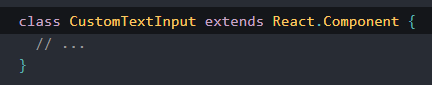 class CustomTextInput extends React.Component {
  // ...
}